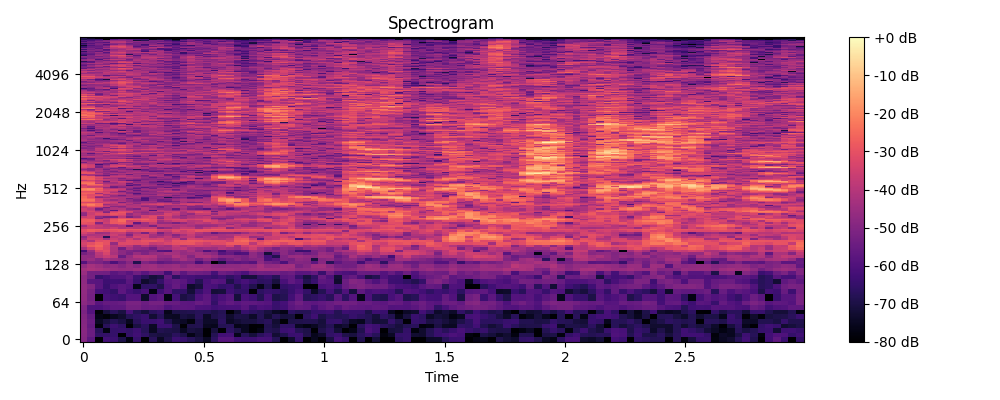 Spectrogram
Hz
4096
2048
1024
512
256
128
64
0
0
0.5
1
1.5
2
2.5
Time
+0 dB
-10 dB
-20 dB
-30 dB
-40 dB
-50 dB
-60 dB
-70 dB
-80 dB